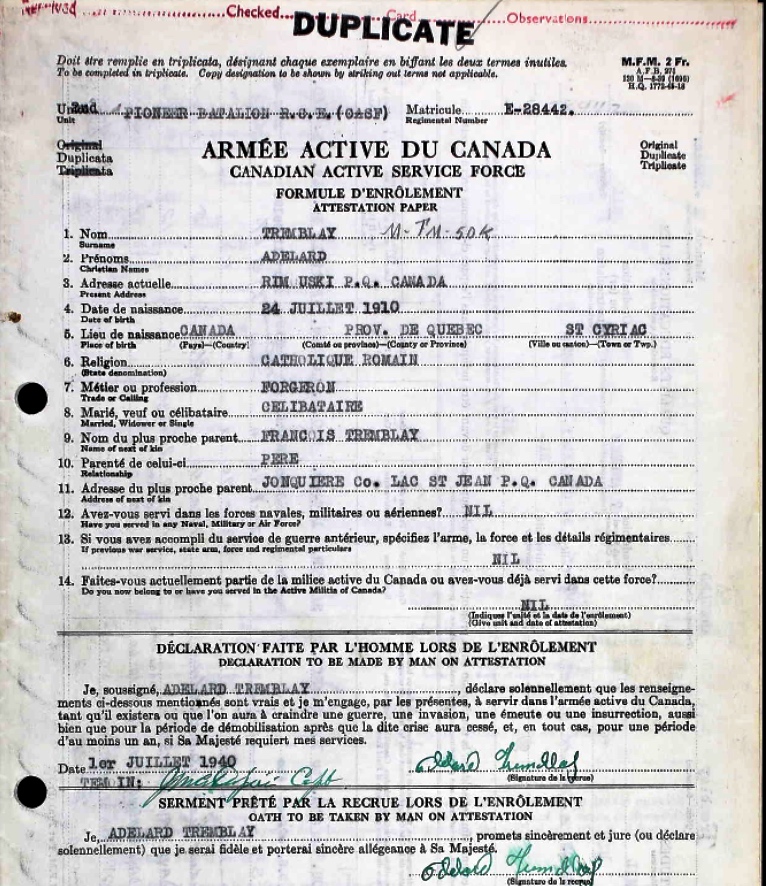 Checked... Card... Observations
DUPLICATE
Doit être remplie en triplicata, désignant chaque exemplaire en biffant les deux termes inutiles.
To be completed in triplicate. Copy designation to be shown by striking out terms not applicable.
M.F.M. 2 Fr.
A.F.B. 271
H.Q. 1772-45-18
2nd PIONEER BATALION R.C.E. (CASF) Matricule E-28442.
Unit Regimental Number
Original
Duplicata
Triplicata
ARMÉE ACTIVE DU CANADA
CANADIAN ACTIVE SERVICE FORCE
Original
Duplicate
Triplicate
FORMULE D'ENRÔLEMENT
ATTESTATION PAPER
1. Nom TREMBLAY M-TM-50K
Surname
2. Prénoms ADELARD
Christian Names
3. Adresse actuelle RIM USKI P.Q. CANADA
Present Address
4. Date de naissance 24 JUILLET 1910
Date of birth
5. Lieu de naissance CANADA PROV. DE QUEBEC ST CYRIAC
Place of birth (Pays)—(Country) (Comté ou province)—(County or Province) (Ville ou canton)—(Town or Twp.)
6. Religion CATHOLIQUE ROMAIN
(State denomination)
7. Métier ou profession FORGERON
Trade or Calling
8. Marié, veuf ou célibataire CELIBATAIRE
Married, Widower or Single
9. Nom du plus proche parent FRANCOIS TREMBLAY
Name of next of kin
10. Parenté de celui-ci PERE
Relationship
11. Adresse du plus proche parent JONQUIERE Co. LAC ST JEAN P.Q. CANADA
Address of next of kin
12. Avez-vous servi dans les forces navales, militaires ou aériennes? NIL
Have you served in any Naval, Military or Air Force?
13. Si vous avez accompli du service de guerre antérieur, spécifiez l'arme, la force et les détails régimentaires
If previous war service, state arm, force and regimental particulars
NIL
14. Faites-vous actuellement partie de la milice active du Canada ou avez-vous déjà servi dans cette force?
Do you now belong to or have you served in the Active Militia of Canada?
NIL
(Indiquez l'unité et la date de l'enrôlement)
(Give unit and date of attestation)
DÉCLARATION FAITE PAR L'HOMME LORS DE L'ENRÔLEMENT
DECLARATION TO BE MADE BY MAN ON ATTESTATION
Je, soussigné, ADELARD TREMBLAY, déclare solennellement que les renseigne-
ments ci-dessous mentionnés sont vrais et je m'engage, par les présentes, à servir dans l'armée active du Canada,
tant qu'il existera ou que l'on aura à craindre une guerre, une invasion, une émeute ou une insurrection, aussi
bien que pour la période de démobilisation après que la dite crise aura cessé, et, en tout cas, pour une période
d'au moins un an, si Sa Majesté requiert mes services.
Date 1er JUILLET 1940
(Signature de la recrue)
TEMOIN:
SERMENT PRÊTÉ PAR LA RECRUE LORS DE L'ENRÔLEMENT
OATH TO BE TAKEN BY MAN ON ATTESTATION
Je, ADELARD TREMBLAY, promets sincèrement et jure (ou déclare
solennellement) que je serai fidèle et porterai sincère allégeance à Sa Majesté.
(Signature de la recrue)